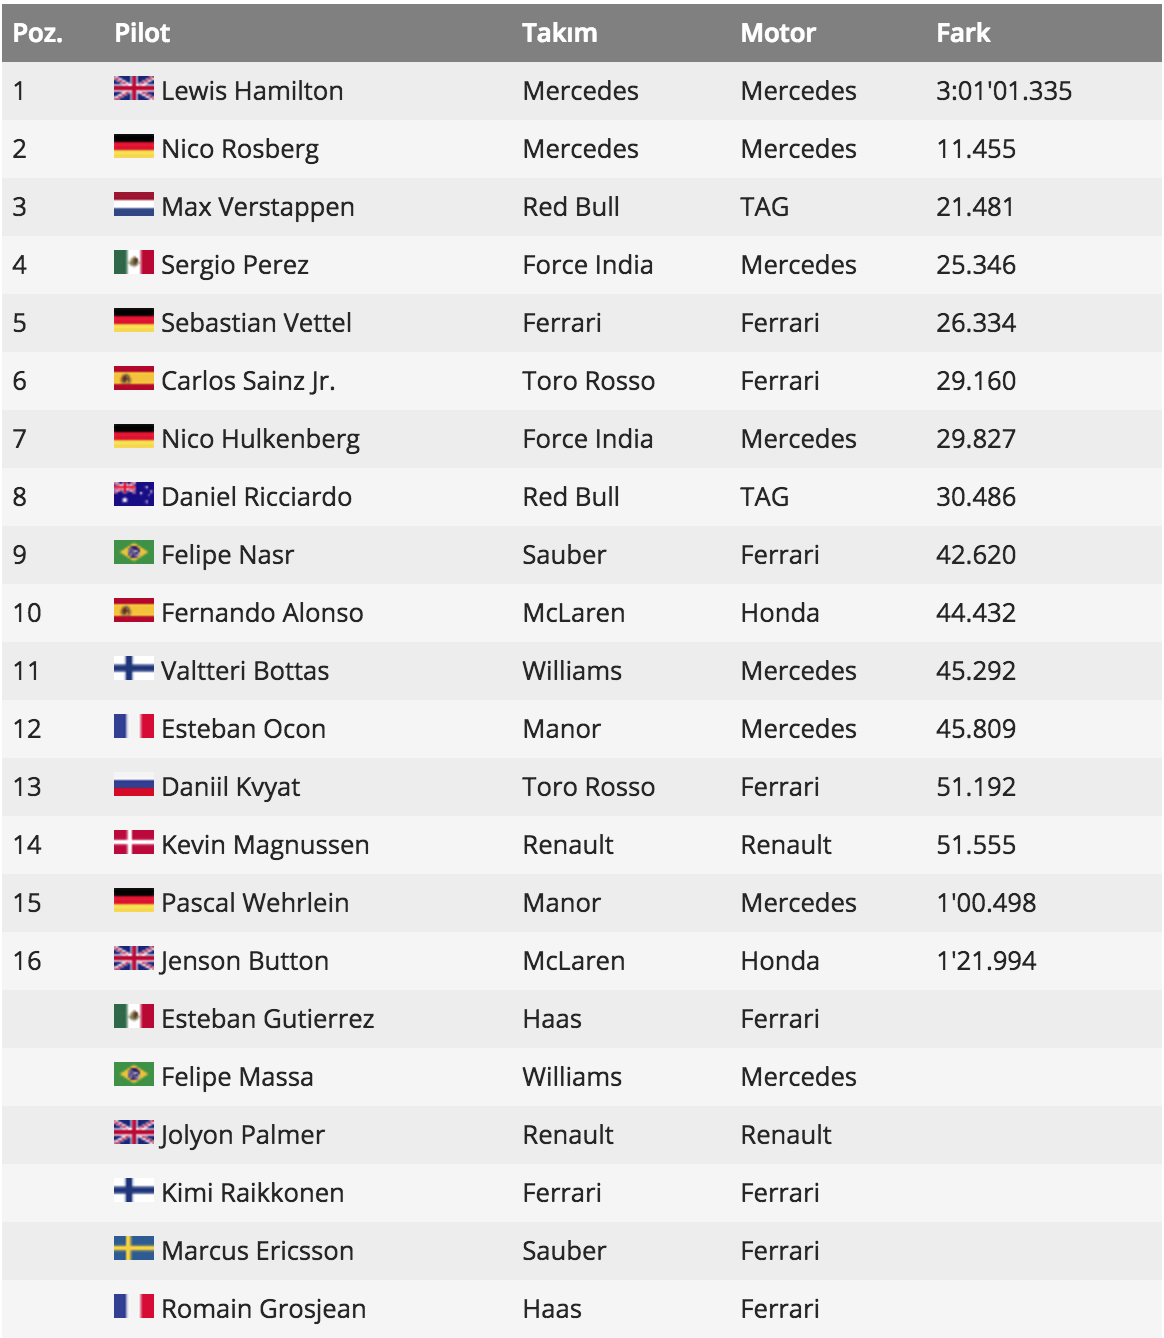 Poz. Pilot Takım Motor Fark
1 Lewis Hamilton Mercedes Mercedes 3:01'01.335
2 Nico Rosberg Mercedes Mercedes 11.455
3 Max Verstappen Red Bull TAG 21.481
4 Sergio Perez Force India Mercedes 25.346
5 Sebastian Vettel Ferrari Ferrari 26.334
6 Carlos Sainz Jr. Toro Rosso Ferrari 29.160
7 Nico Hulkenberg Force India Mercedes 29.827
8 Daniel Ricciardo Red Bull TAG 30.486
9 Felipe Nasr Sauber Ferrari 42.620
10 Fernando Alonso McLaren Honda 44.432
11 Valtteri Bottas Williams Mercedes 45.292
12 Esteban Ocon Manor Mercedes 45.809
13 Daniil Kvyat Toro Rosso Ferrari 51.192
14 Kevin Magnussen Renault Renault 51.555
15 Pascal Wehrlein Manor Mercedes 1'00.498
16 Jenson Button McLaren Honda 1'21.994
Esteban Gutierrez Haas Ferrari
Felipe Massa Williams Mercedes
Jolyon Palmer Renault Renault
Kimi Raikkonen Ferrari Ferrari
Marcus Ericsson Sauber Ferrari
Romain Grosjean Haas Ferrari